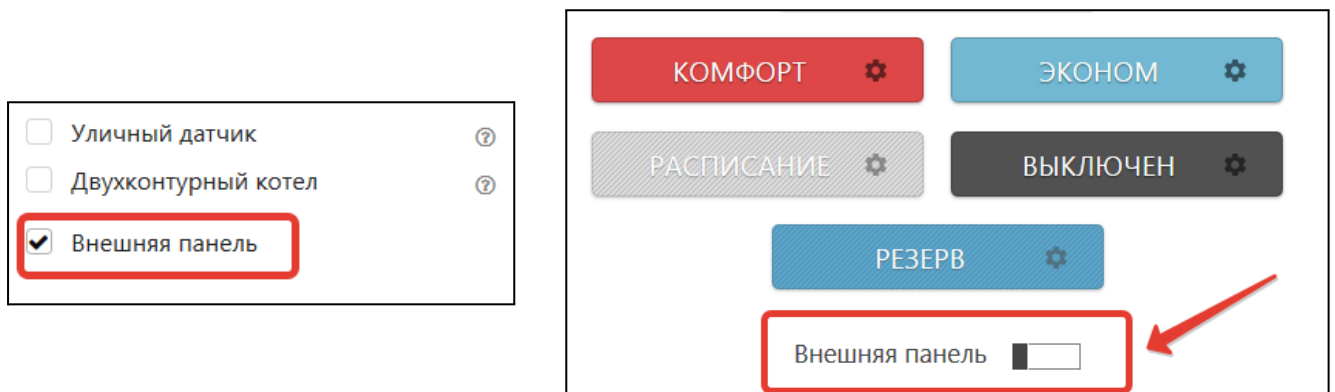 Уличный датчик
Двухконтурный котел
Внешняя панель
КОМФОРТ
ЭКОНОМ
РАСПИСАНИЕ
ВЫКЛЮЧЕН
РЕЗЕРВ
Внешняя панель